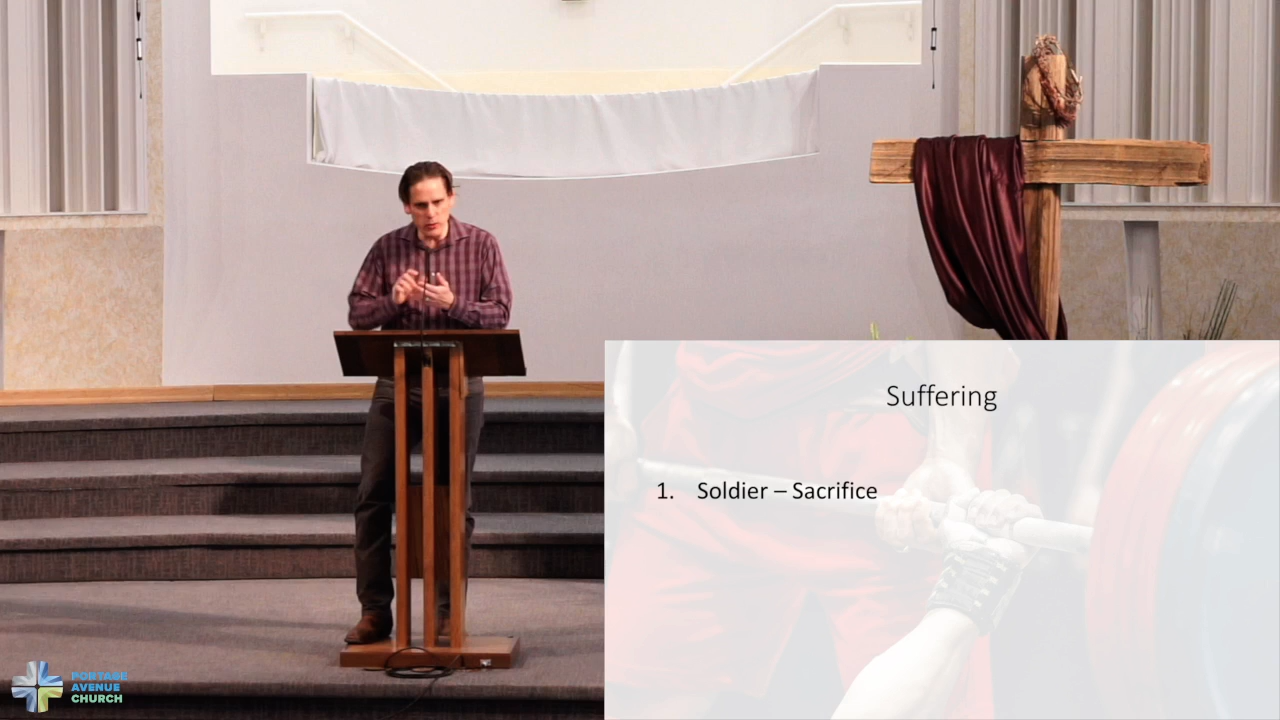 Suffering
1. Soldier – Sacrifice
PORTAGE
AVENUE
CHURCH